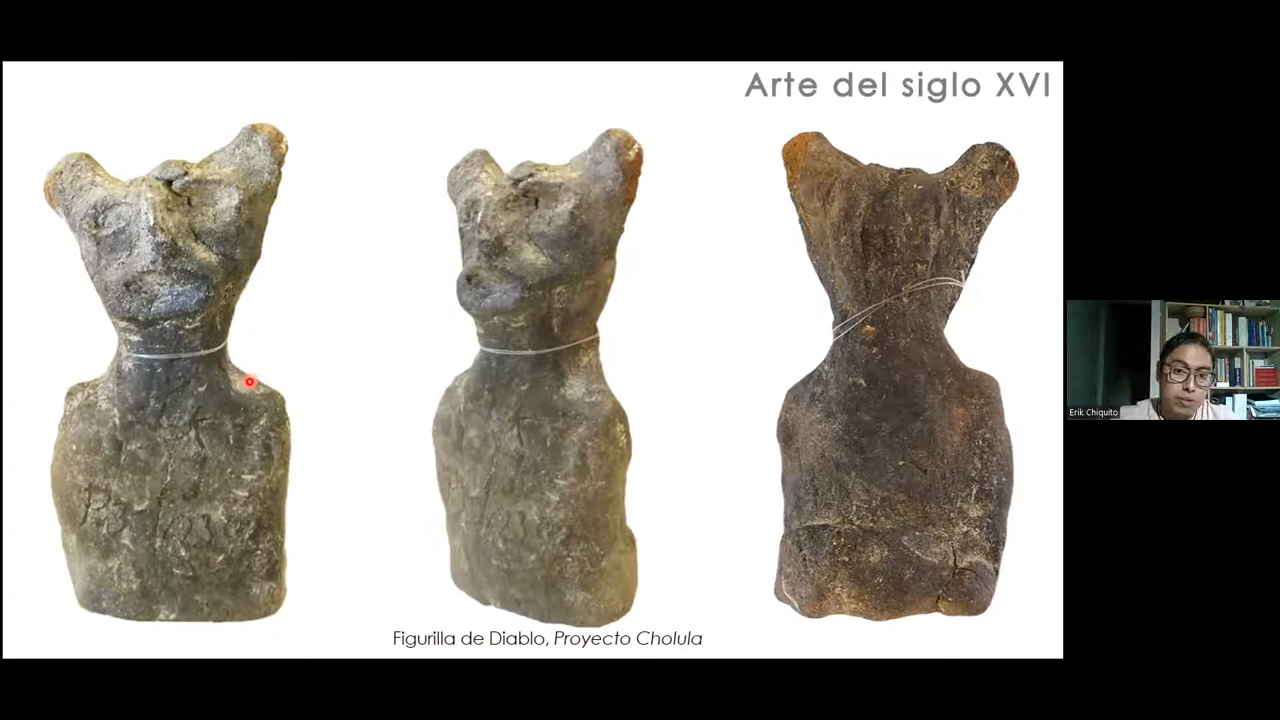 Arte del siglo XVI
Figurilla de Diablo, Proyecto Cholula
Erik Chiquito